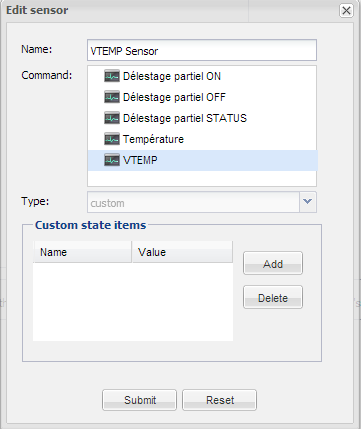 Edit sensor
Name: VTEMP Sensor
Command: Délestage partiel ON
Délestage partiel OFF
Délestage partiel STATUS
Température
VTEMP
Type: custom
Custom state items
Name Value
Add
Delete
Submit Reset